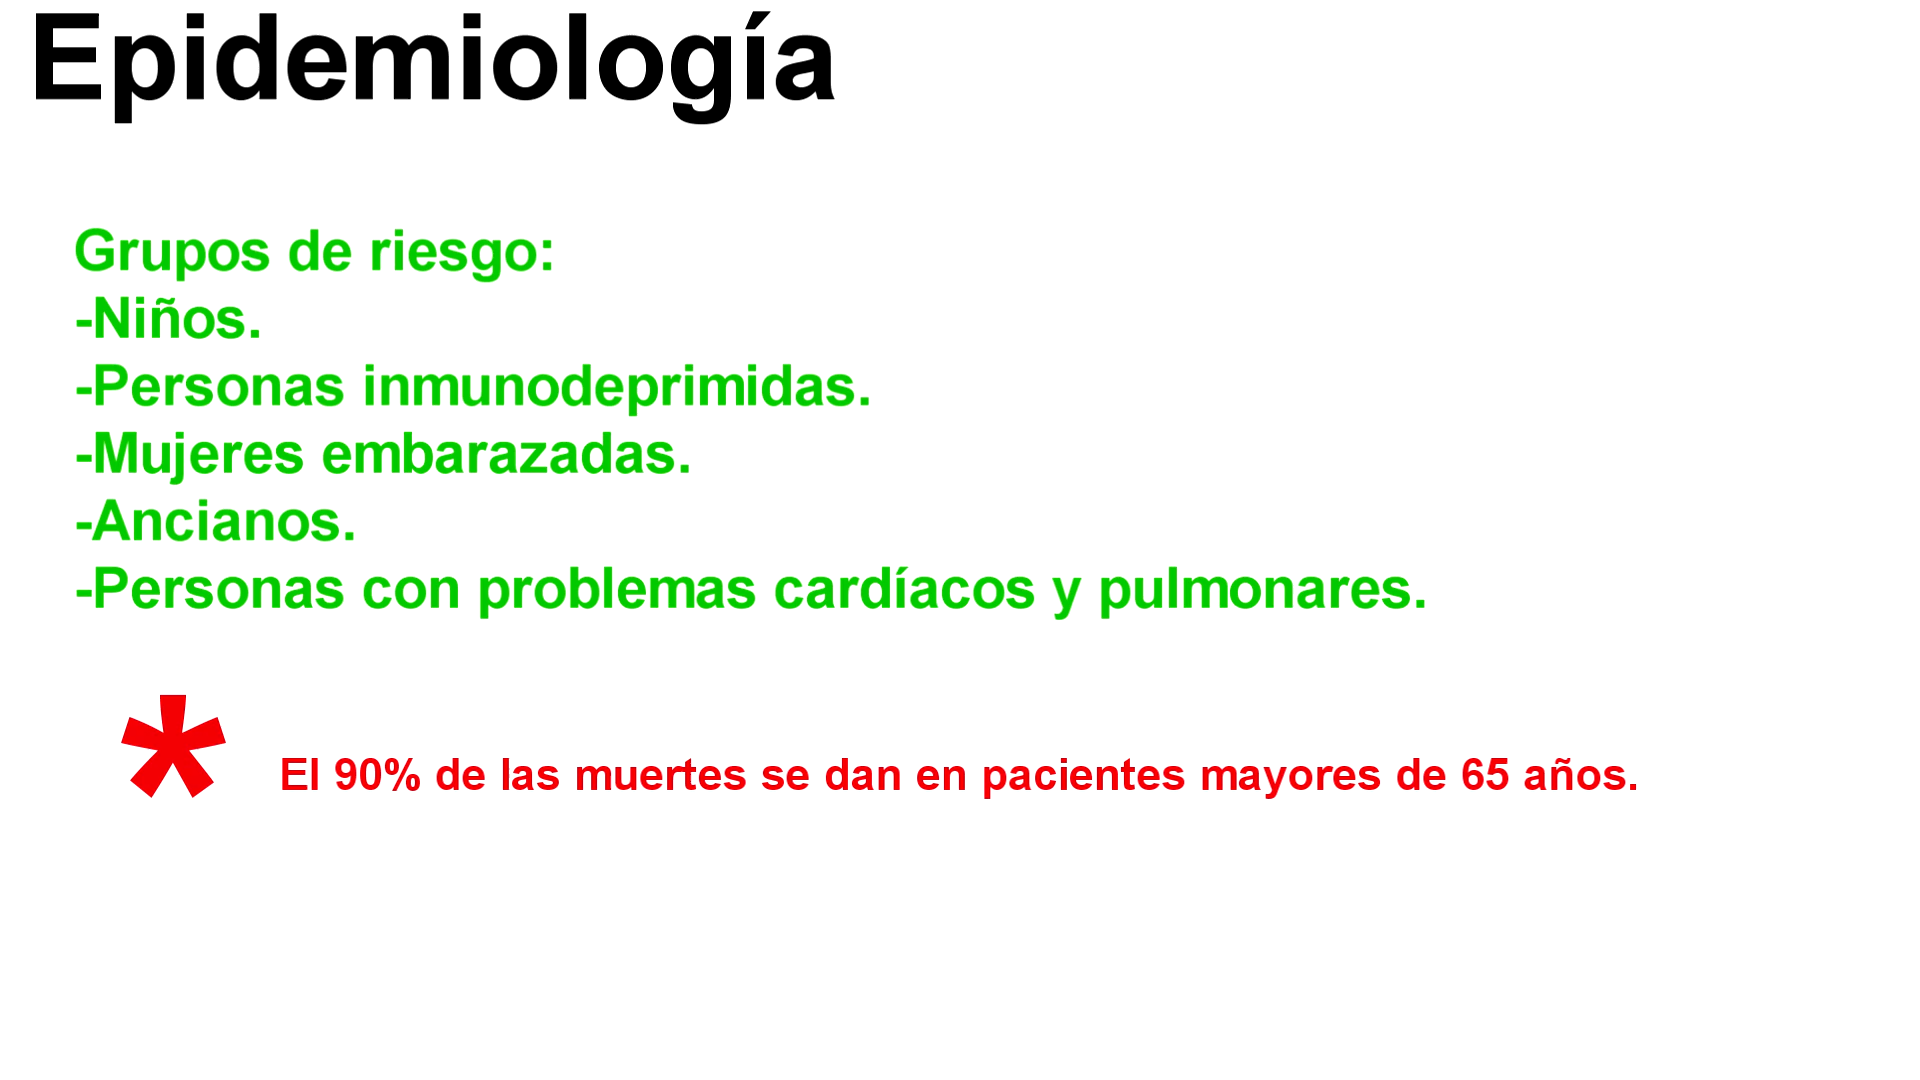 Epidemiología
Grupos de riesgo:
-Niños.
-Personas inmunodeprimidas.
-Mujeres embarazadas.
-Ancianos.
-Personas con problemas cardíacos y pulmonares.
* El 90% de las muertes se dan en pacientes mayores de 65 años.